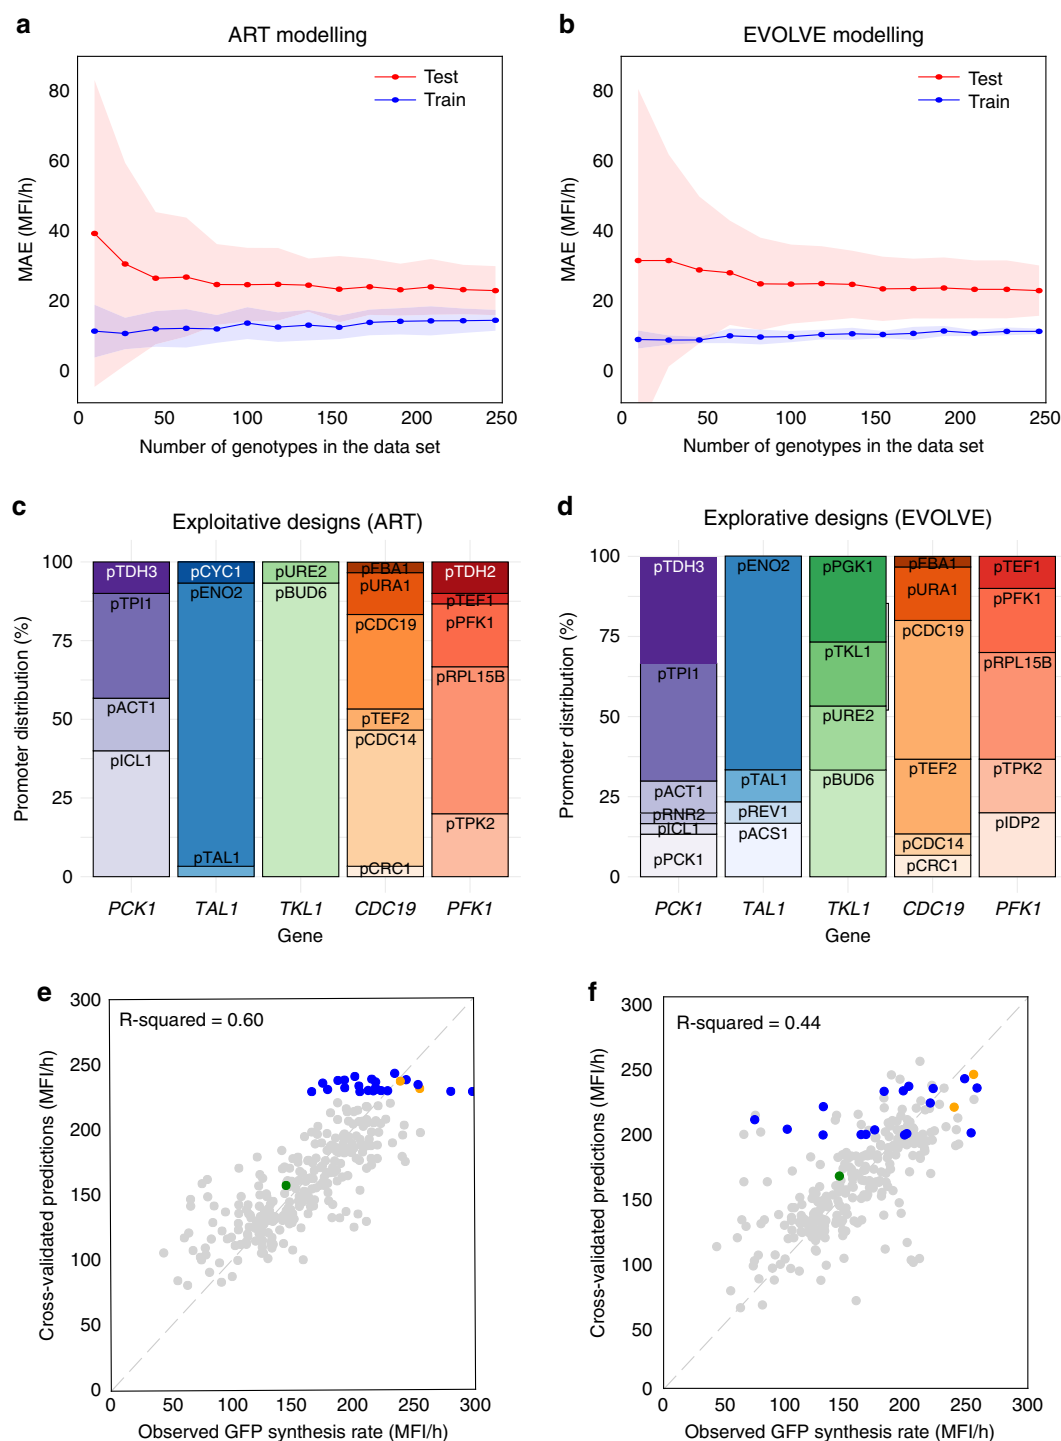 a
ART modelling
Test
Train
MAE (MFI/h)
80
60
40
20
0
0
50
100
150
200
250
Number of genotypes in the data set
b
EVOLVE modelling
Test
Train
MAE (MFI/h)
80
60
40
20
0
0
50
100
150
200
250
Number of genotypes in the data set
c
Exploitative designs (ART)
Promoter distribution (%)
100
75
50
25
0
pTDH3
pTPI1
pACT1
pICL1
pCYC1
pENO2
pTAL1
pURE2
pBUD6
pFBA1
pURA1
pCDC19
pTEF2
pCDC14
pCRC1
pTDH2
pTEF1
pPFK1
pRPL15B
pTPK2
PCK1
TAL1
TKL1
CDC19
PFK1
Gene
d
Explorative designs (EVOLVE)
Promoter distribution (%)
100
75
50
25
0
pTDH3
pTPI1
pACT1
pRNR2
pICL1
pPCK1
pENO2
pTAL1
pREV1
pACS1
pPGK1
pTKL1
pURE2
pBUD6
pFBA1
pURA1
pCDC19
pTEF2
pCDC14
pCRC1
pTEF1
pPFK1
pRPL15B
pTPK2
pIDP2
PCK1
TAL1
TKL1
CDC19
PFK1
Gene
e
R-squared = 0.60
Cross-validated predictions (MFI/h)
300
250
200
150
100
50
0
0
50
100
150
200
250
300
Observed GFP synthesis rate (MFI/h)
f
R-squared = 0.44
Cross-validated predictions (MFI/h)
300
250
200
150
100
50
0
0
50
100
150
200
250
300
Observed GFP synthesis rate (MFI/h)